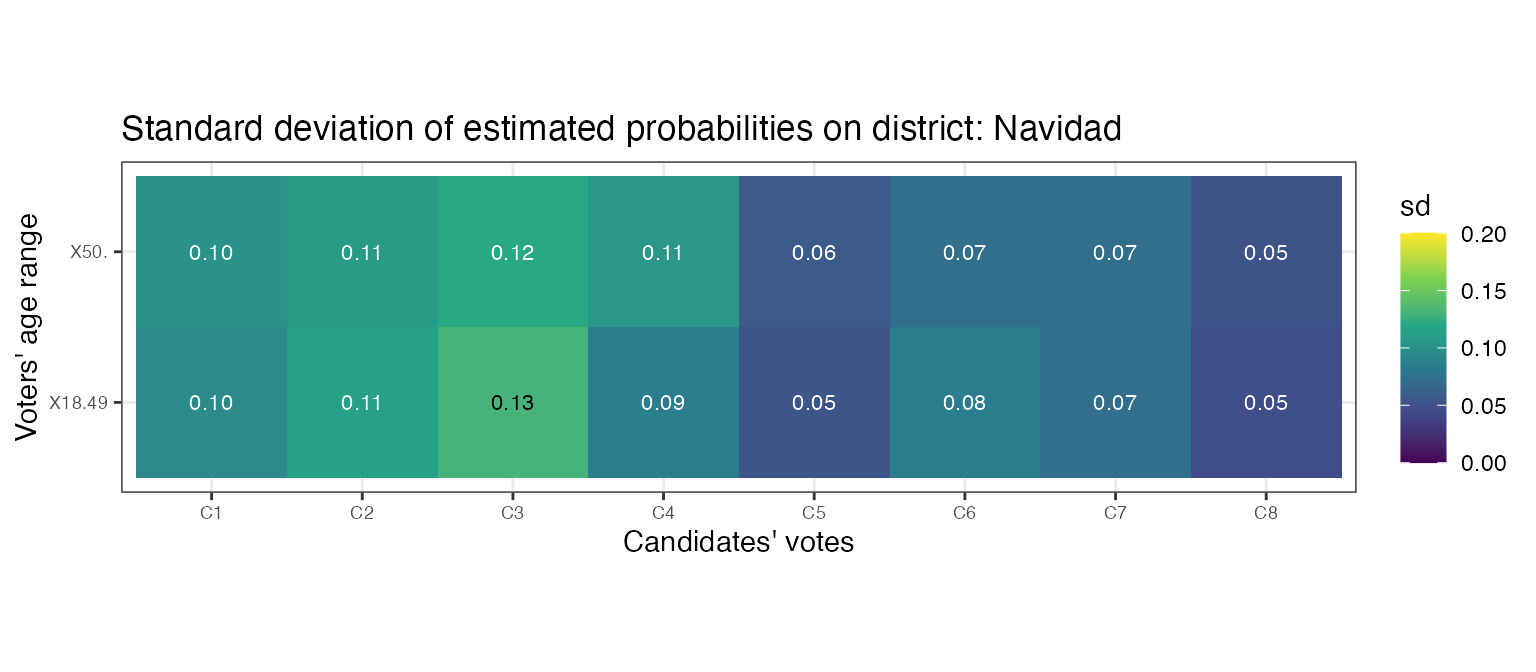 Standard deviation of estimated probabilities on district: Navidad
Voters' age range
X50.
0.10 0.11 0.12 0.11 0.06 0.07 0.07 0.05
X18.49
0.10 0.11 0.13 0.09 0.05 0.08 0.07 0.05
C1 C2 C3 C4 C5 C6 C7 C8
Candidates' votes
sd
0.20
0.15
0.10
0.05
0.00